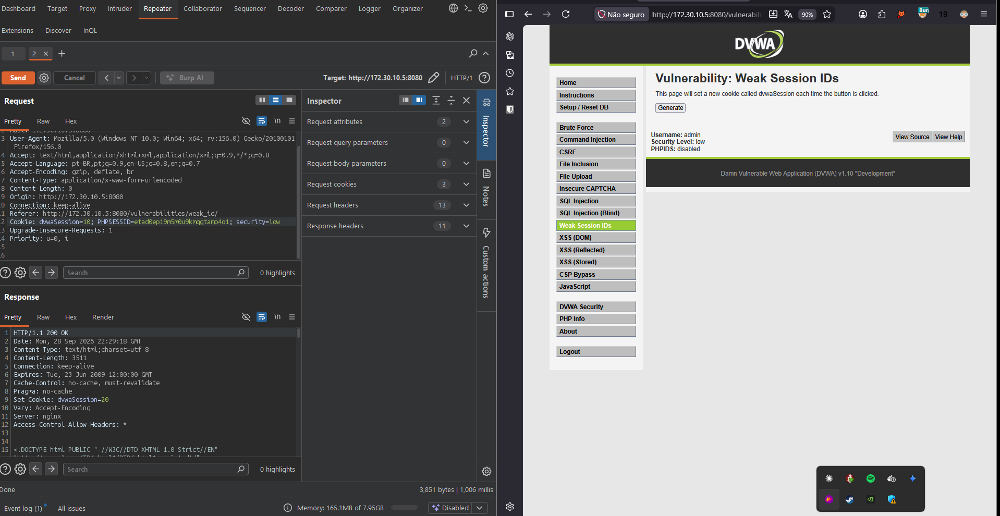 Dashboard Target Proxy Intruder Repeater Collaborator Sequencer Decoder Comparer Logger Organizer
Extensions Discover InQL
1 2 × +
Send Cancel Burp AI Target: http://172.30.10.5:8080 HTTP/1
Request
Pretty Raw Hex \n
3 User-Agent: Mozilla/5.0 (Windows NT 10.0; Win64; x64; rv:156.0) Gecko/20100101
Firefox/156.0
4 Accept: text/html,application/xhtml+xml,application/xml;q=0.9,*/*;q=0.8
5 Accept-Language: pt-BR,pt;q=0.9,en-US;q=0.8,en;q=0.7
6 Accept-Encoding: gzip, deflate, br
7 Content-Type: application/x-www-form-urlencoded
8 Content-Length: 0
9 Origin: http://172.30.10.5:8080
10 Connection: keep-alive
11 Referer: http://172.30.10.5:8080/vulnerabilities/weak_id/
12 Cookie: dvwaSession=10; PHPSESSID=etad0ep19m5m0u9kmqgtamp4o1; security=low
13 Upgrade-Insecure-Requests: 1
14 Priority: u=0, i
15
16
Search 0 highlights
Response
Pretty Raw Hex Render \n
1 HTTP/1.1 200 OK
2 Date: Mon, 28 Sep 2026 22:29:18 GMT
3 Content-Type: text/html;charset=utf-8
4 Content-Length: 3511
5 Connection: keep-alive
6 Expires: Tue, 23 Jun 2009 12:00:00 GMT
7 Cache-Control: no-cache, must-revalidate
8 Pragma: no-cache
9 Set-Cookie: dvwaSession=20
10 Vary: Accept-Encoding
11 Server: nginx
12 Access-Control-Allow-Headers: *
13
14
15 <!DOCTYPE html PUBLIC "-//W3C//DTD XHTML 1.0 Strict//EN"
Search 0 highlights
Done 3,851 bytes | 1,006 millis
Event log (1) All issues Memory: 165.1MB of 7.95GB Disabled
Inspector
Request attributes 2
Request query parameters 0
Request body parameters 0
Request cookies 3
Request headers 13
Response headers 11
Inspector
Notes
Custom actions
Não seguro http://172.30.10.5:8080/vulnerabili 90% Burp 19
DVWA
Home
Instructions
Setup / Reset DB
Brute Force
Command Injection
CSRF
File Inclusion
File Upload
Insecure CAPTCHA
SQL Injection
SQL Injection (Blind)
Weak Session IDs
XSS (DOM)
XSS (Reflected)
XSS (Stored)
CSP Bypass
JavaScript
DVWA Security
PHP Info
About
Logout
Vulnerability: Weak Session IDs
This page will set a new cookie called dvwaSession each time the button is clicked.
Generate
Username: admin
Security Level: low
PHPIDS: disabled
View Source View Help
Damn Vulnerable Web Application (DVWA) v1.10 *Development*